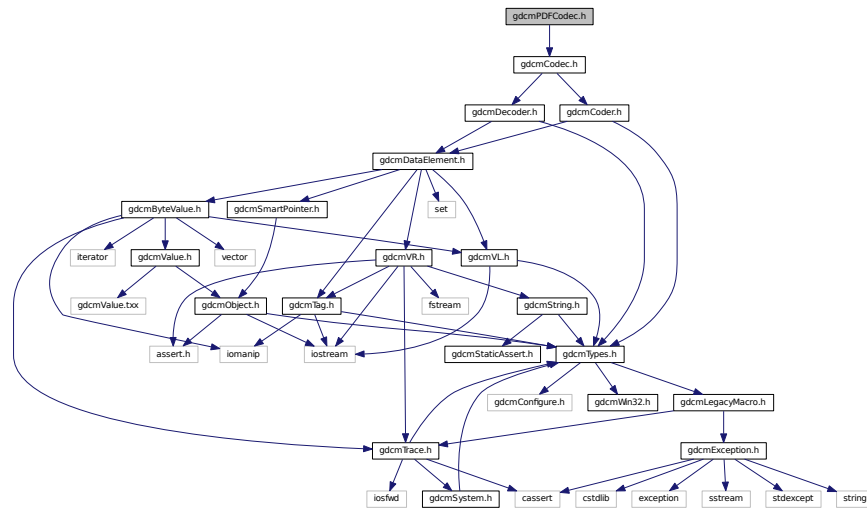 gdcmPDFCodec.h
gdcmCodec.h
gdcmDecoder.h
gdcmCoder.h
gdcmDataElement.h
gdcmByteValue.h
gdcmSmartPointer.h
set
iterator
gdcmValue.h
vector
gdcmVR.h
gdcmVL.h
gdcmValue.txx
gdcmObject.h
gdcmTag.h
fstream
gdcmString.h
assert.h
iomanip
iostream
gdcmStaticAssert.h
gdcmTypes.h
gdcmConfigure.h
gdcmWin32.h
gdcmLegacyMacro.h
gdcmTrace.h
gdcmException.h
iosfwd
gdcmSystem.h
cassert
cstdlib
exception
sstream
stdexcept
string